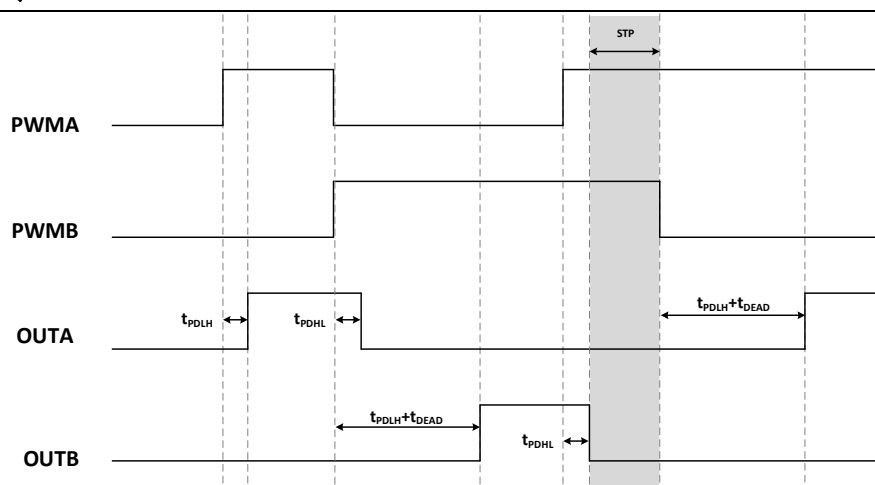 STP
PWMA
PWMB
tPDLH tPDHL tPDLH+tDEAD
OUTA
tPDLH+tDEAD tPDHL
OUTB